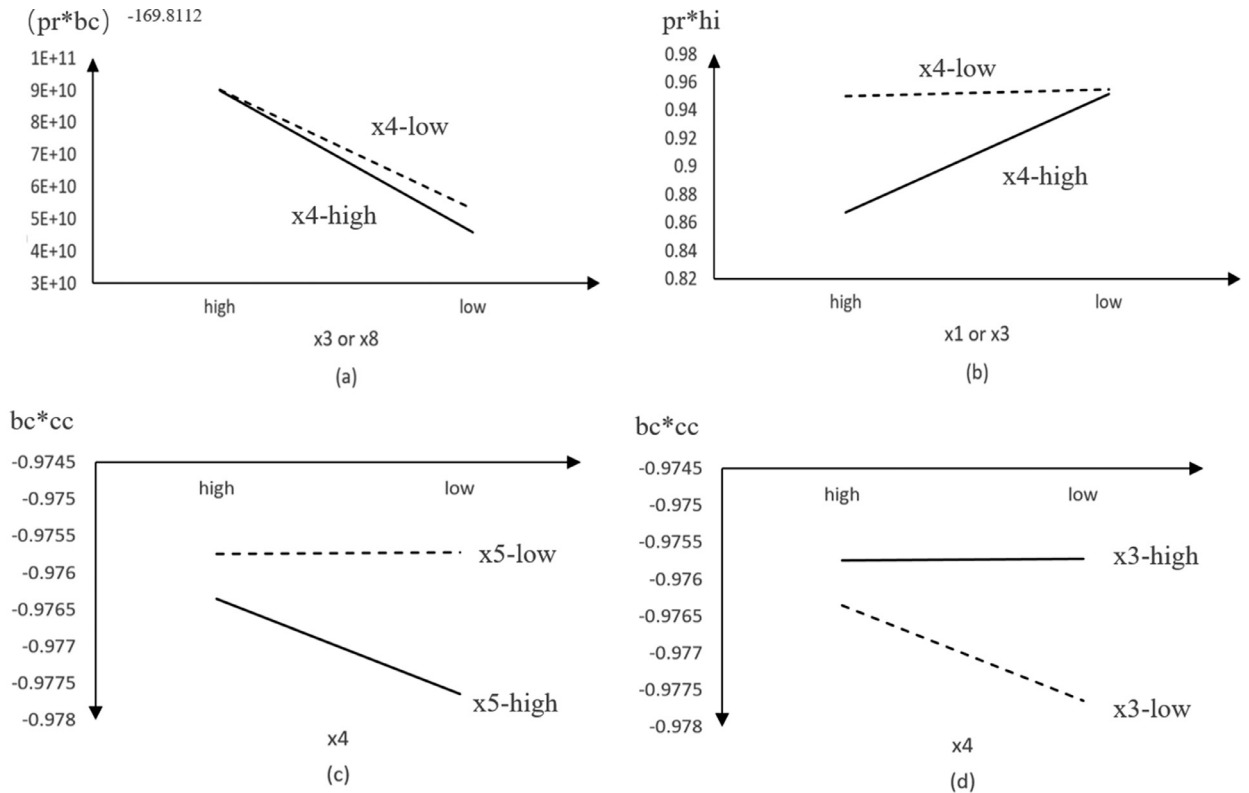 (pr*bc) -169.8112
1E+11
9E+10
8E+10
7E+10
6E+10
5E+10
4E+10
3E+10
x4-low
x4-high
high low
x3 or x8
(a)
pr*hi
0.98
0.96
0.94
0.92
0.9
0.88
0.86
0.84
0.82
x4-low
x4-high
high low
x1 or x3
(b)
bc*cc
-0.9745
-0.975
-0.9755
-0.976
-0.9765
-0.977
-0.9775
-0.978
high low
x5-low
x5-high
x4
(c)
bc*cc
-0.9745
-0.975
-0.9755
-0.976
-0.9765
-0.977
-0.9775
-0.978
high low
x3-high
x3-low
x4
(d)